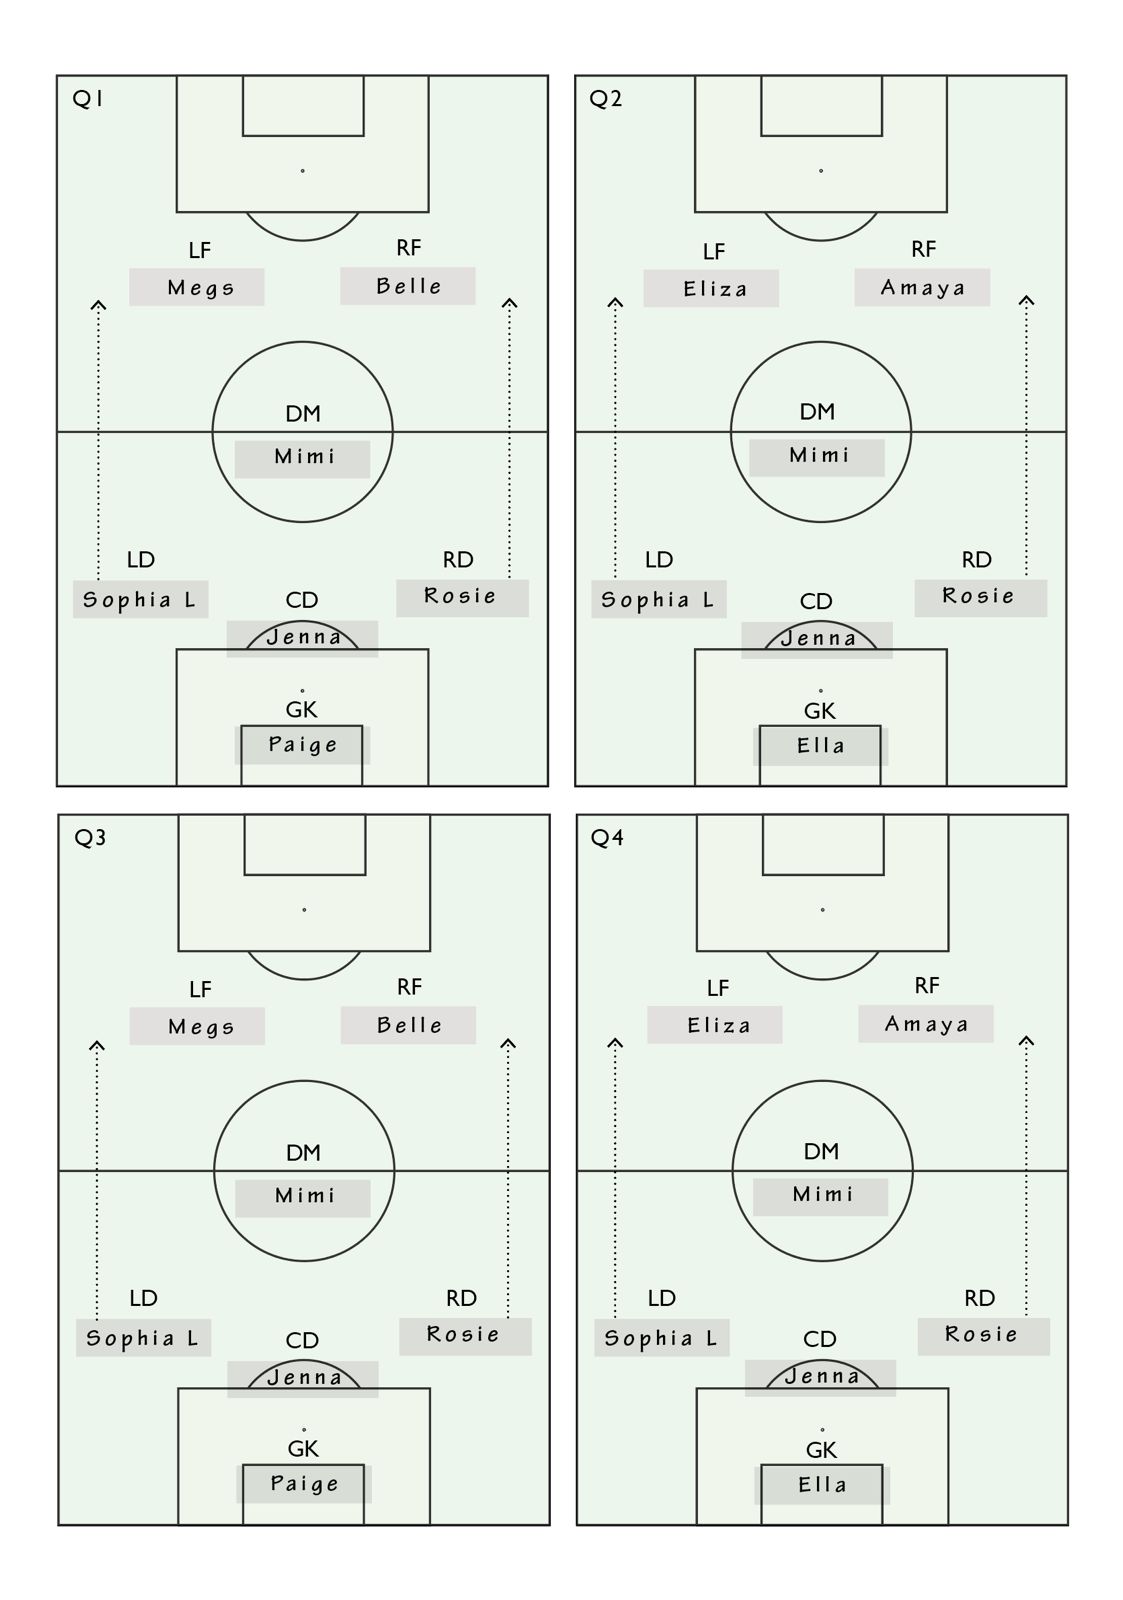 Q1
LF
RF
Megs
Belle
DM
Mimi
LD
RD
Sophia L
Rosie
CD
Jenna
GK
Paige
Q2
LF
RF
Eliza
Amaya
DM
Mimi
LD
RD
Sophia L
Rosie
CD
Jenna
GK
Ella
Q3
LF
RF
Megs
Belle
DM
Mimi
LD
RD
Sophia L
Rosie
CD
Jenna
GK
Paige
Q4
LF
RF
Eliza
Amaya
DM
Mimi
LD
RD
Sophia L
Rosie
CD
Jenna
GK
Ella